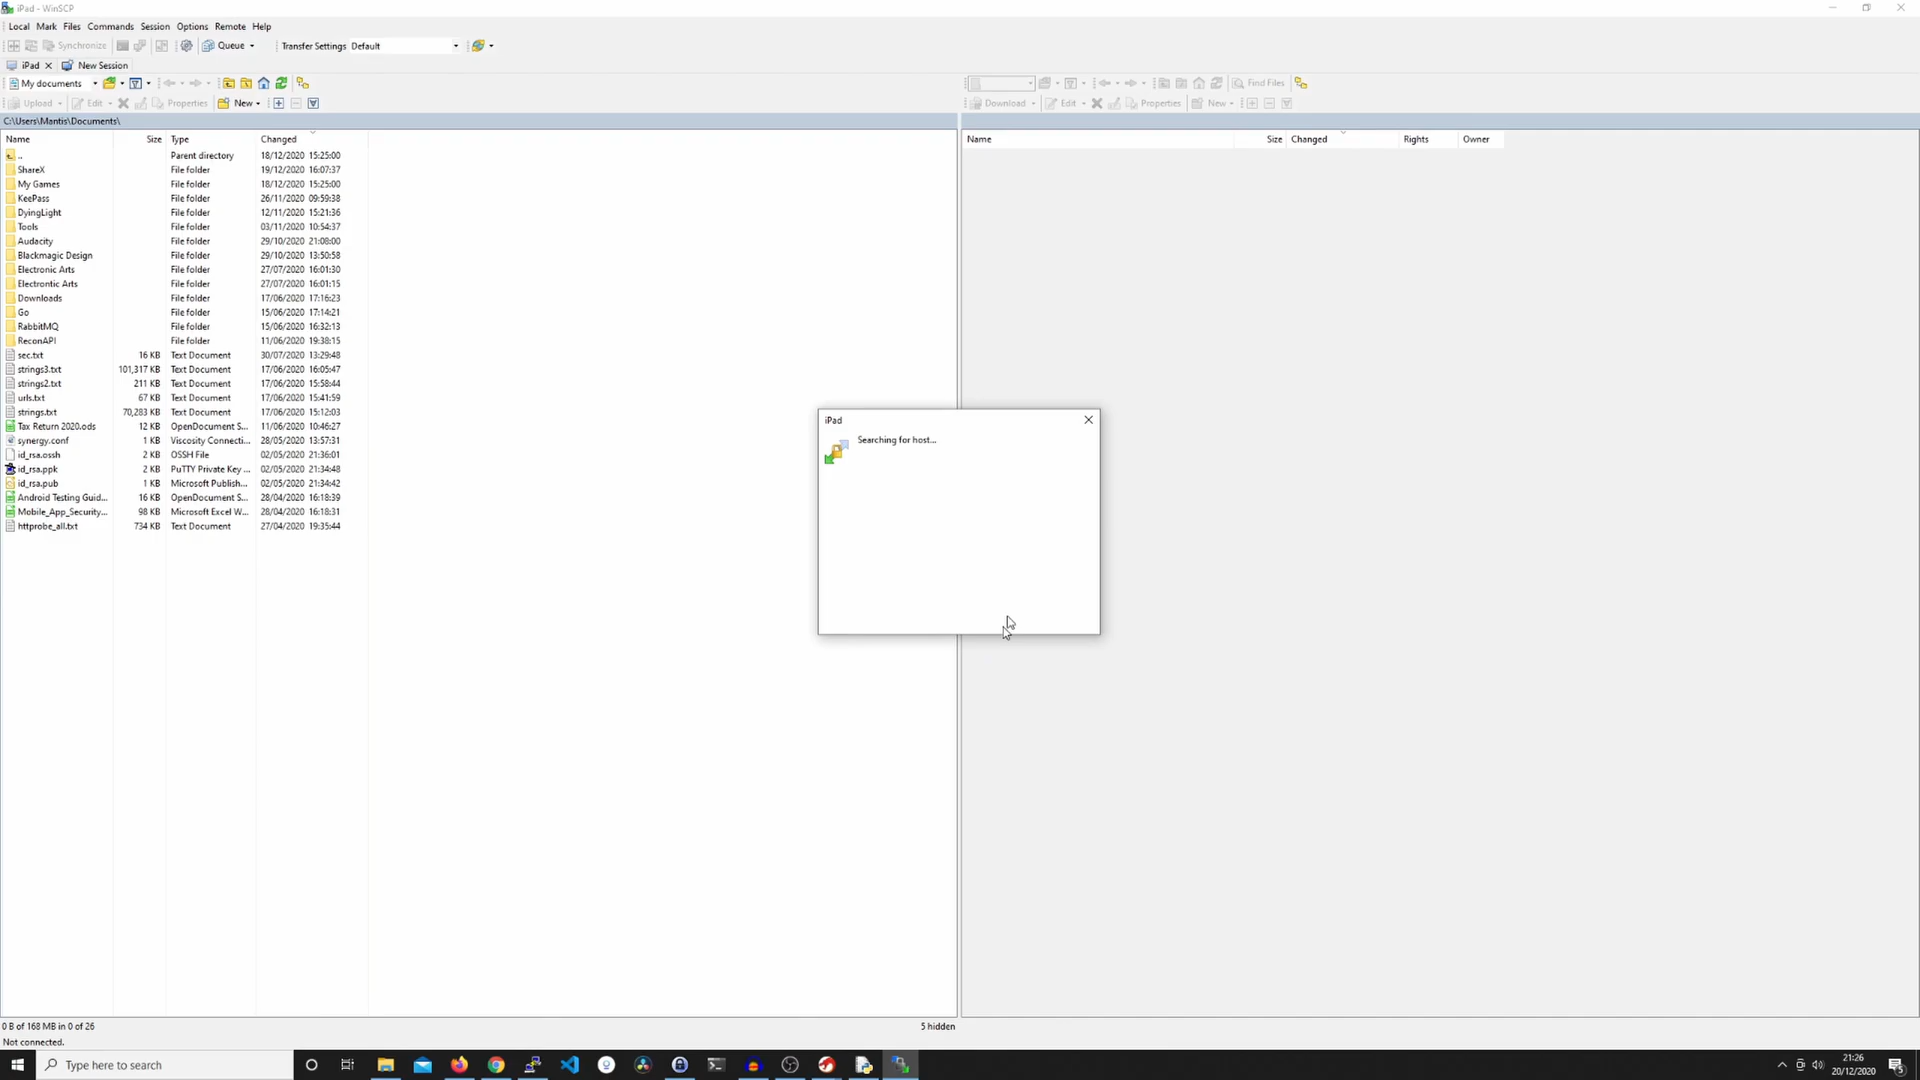 iPad - WinSCP
Local Mark Files Commands Session Options Remote Help
Synchronize Queue Transfer Settings Default
iPad New Session
My documents Find Files
Upload Edit Properties New Download Edit Properties New
C:\Users\Mantis\Documents\
Name Size Type Changed Name Size Changed Rights Owner
.. Parent directory 18/12/2020 15:25:00
ShareX File folder 19/12/2020 16:07:37
My Games File folder 18/12/2020 15:25:00
KeePass File folder 26/11/2020 09:59:38
DyingLight File folder 12/11/2020 15:21:36
Tools File folder 03/11/2020 10:54:37
Audacity File folder 29/10/2020 21:08:00
Blackmagic Design File folder 29/10/2020 13:50:58
Electronic Arts File folder 27/07/2020 16:01:30
Electrontic Arts File folder 27/07/2020 16:01:15
Downloads File folder 17/06/2020 17:16:23
Go File folder 15/06/2020 17:14:21
RabbitMQ File folder 15/06/2020 16:32:13
ReconAPI File folder 11/06/2020 19:38:15
sec.txt 16 KB Text Document 30/07/2020 13:29:48
strings3.txt 101,317 KB Text Document 17/06/2020 16:05:47
strings2.txt 211 KB Text Document 17/06/2020 15:58:44
urls.txt 67 KB Text Document 17/06/2020 15:41:59
strings.txt 70,283 KB Text Document 17/06/2020 15:12:03
Tax Return 2020.ods 12 KB OpenDocument S... 11/06/2020 10:46:27
synergy.conf 1 KB Viscosity Connecti... 28/05/2020 13:57:31
id_rsa.ossh 2 KB OSSH File 02/05/2020 21:36:01
id_rsa.ppk 2 KB PuTTY Private Key ... 02/05/2020 21:34:48
id_rsa.pub 1 KB Microsoft Publish... 02/05/2020 21:34:42
Android Testing Guid... 16 KB OpenDocument S... 28/04/2020 16:18:39
Mobile_App_Security... 98 KB Microsoft Excel W... 28/04/2020 16:18:31
httprobe_all.txt 734 KB Text Document 27/04/2020 19:35:44
iPad
Searching for host...
0 B of 168 MB in 0 of 26 5 hidden
Not connected.
Type here to search
21:26
20/12/2020
5